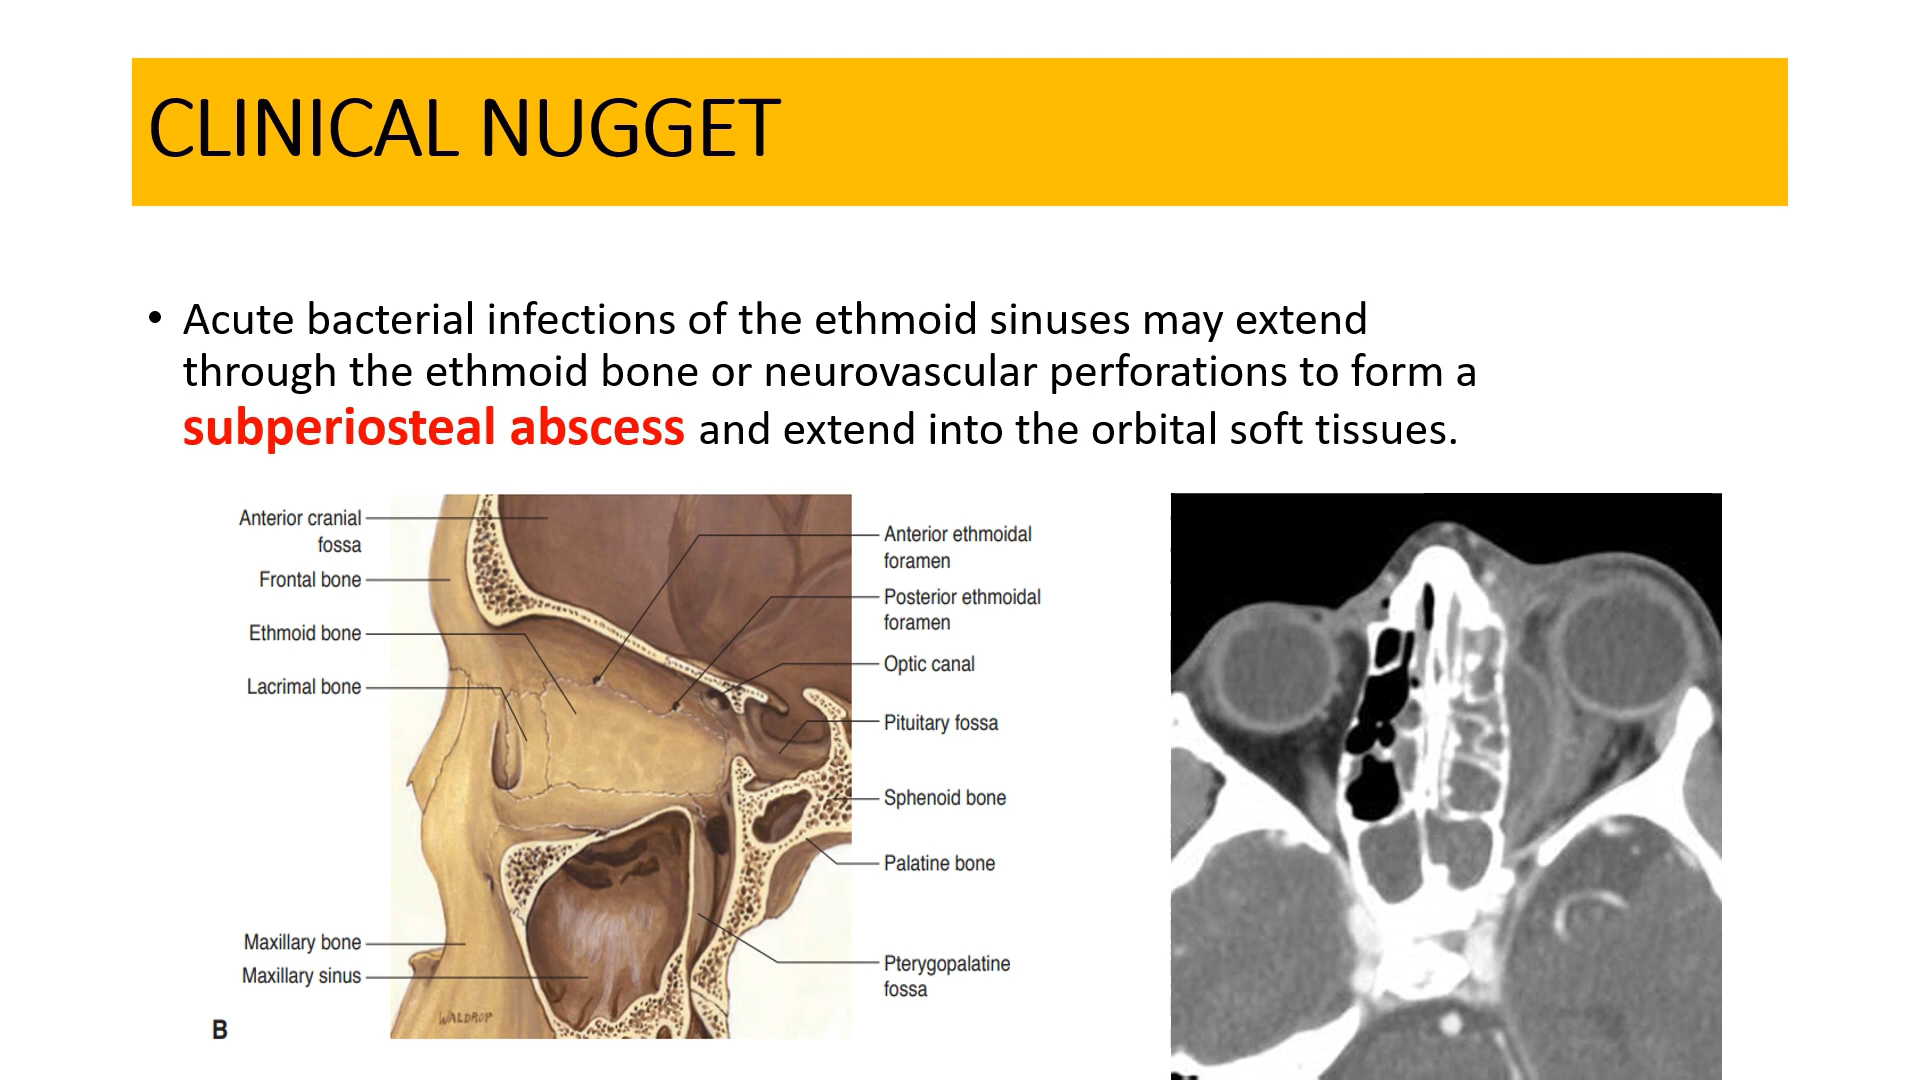 CLINICAL NUGGET
• Acute bacterial infections of the ethmoid sinuses may extend
through the ethmoid bone or neurovascular perforations to form a
subperiosteal abscess and extend into the orbital soft tissues.
Anterior cranial
fossa
Frontal bone
Ethmoid bone
Lacrimal bone
Maxillary bone
Maxillary sinus
B
WALDROP
Anterior ethmoidal
foramen
Posterior ethmoidal
foramen
Optic canal
Pituitary fossa
Sphenoid bone
Palatine bone
Pterygopalatine
fossa